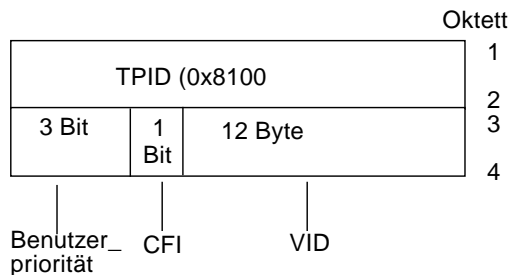 Oktett
1
TPID (0x8100
2
3 Bit
1
Bit
12 Byte
3
4
Benutzer_
priorität
CFI
VID